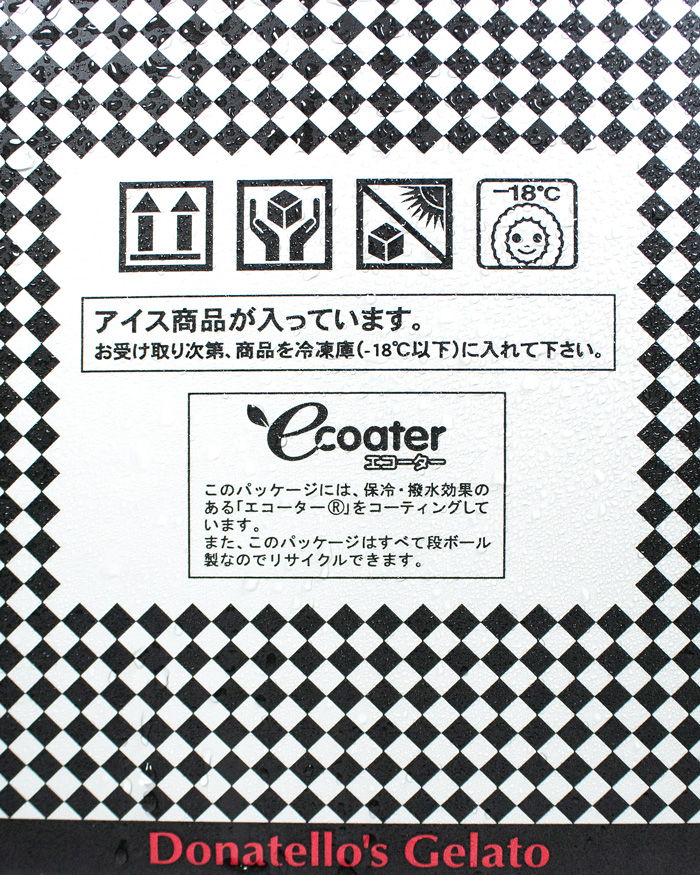 -18℃
アイス商品が入っています。
お受け取り次第、商品を冷凍庫(-18℃以下)に入れて下さい。
ecoater
エコーター
このパッケージには、保冷・撥水効果の
ある「エコーター®」をコーティングして
います。
また、このパッケージはすべて段ボール
製なのでリサイクルできます。
Donatello's Gelato